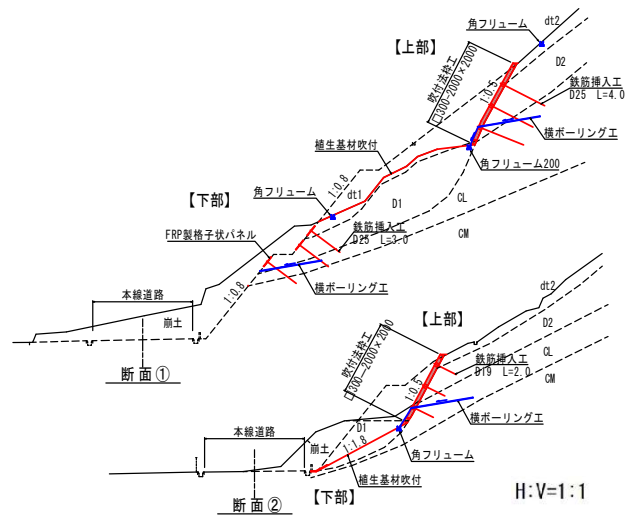 角フリューム
dt2
【上部】
D2
吹付法枠工
□300-2000×2000
1:0.5
鉄筋挿入工
D25 L=4.0
横ボーリング工
植生基材吹付
角フリューム200
1:0.8
【下部】
角フリューム
dt1
D1
CL
CM
FRP製格子状パネル
鉄筋挿入工
D25 L=3.0
横ボーリング工
1:0.8
本線道路
崩土
断面①
dt2
【上部】
D2
吹付法枠工
□300-2000×2000
1:0.5
鉄筋挿入工
D19 L=2.0
CL
CM
横ボーリング工
D1
本線道路
崩土
1:1.8
角フリューム
植生基材吹付
【下部】
断面②
H:V=1:1